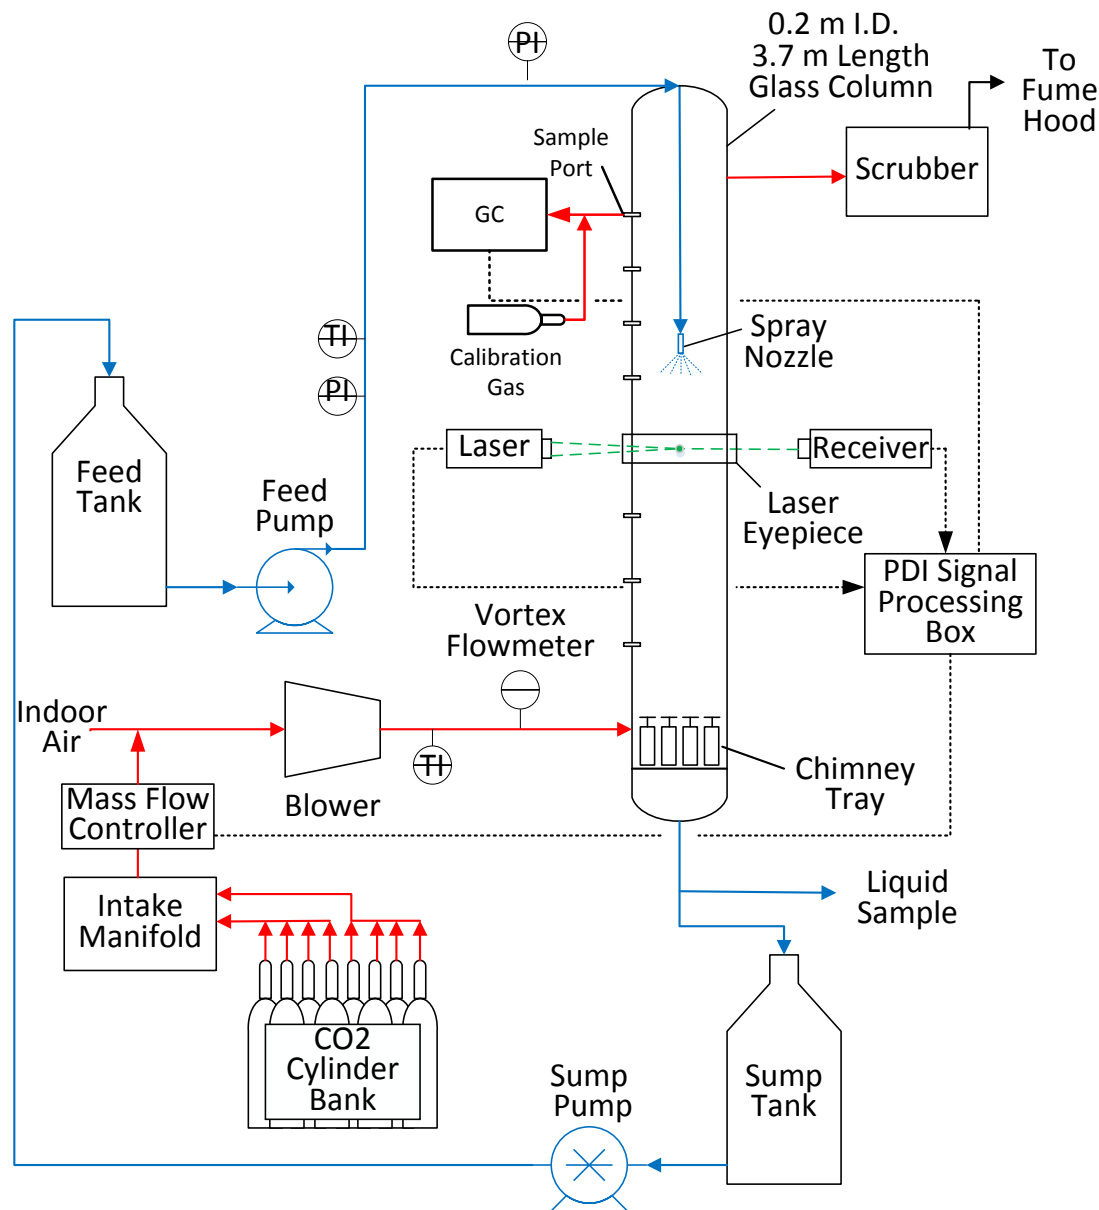 PI
0.2 m I.D.
3.7 m Length
Glass Column
To
Fume
Hood
Sample
Port
Scrubber
GC
TI
Calibration
Gas
PI
Spray
Nozzle
Laser
Receiver
Feed
Tank
Feed
Pump
Laser
Eyepiece
PDI Signal
Processing
Box
Vortex
Flowmeter
Indoor
Air
TI
Blower
Chimney
Tray
Mass Flow
Controller
Intake
Manifold
Liquid
Sample
CO2
Cylinder
Bank
Sump
Pump
Sump
Tank